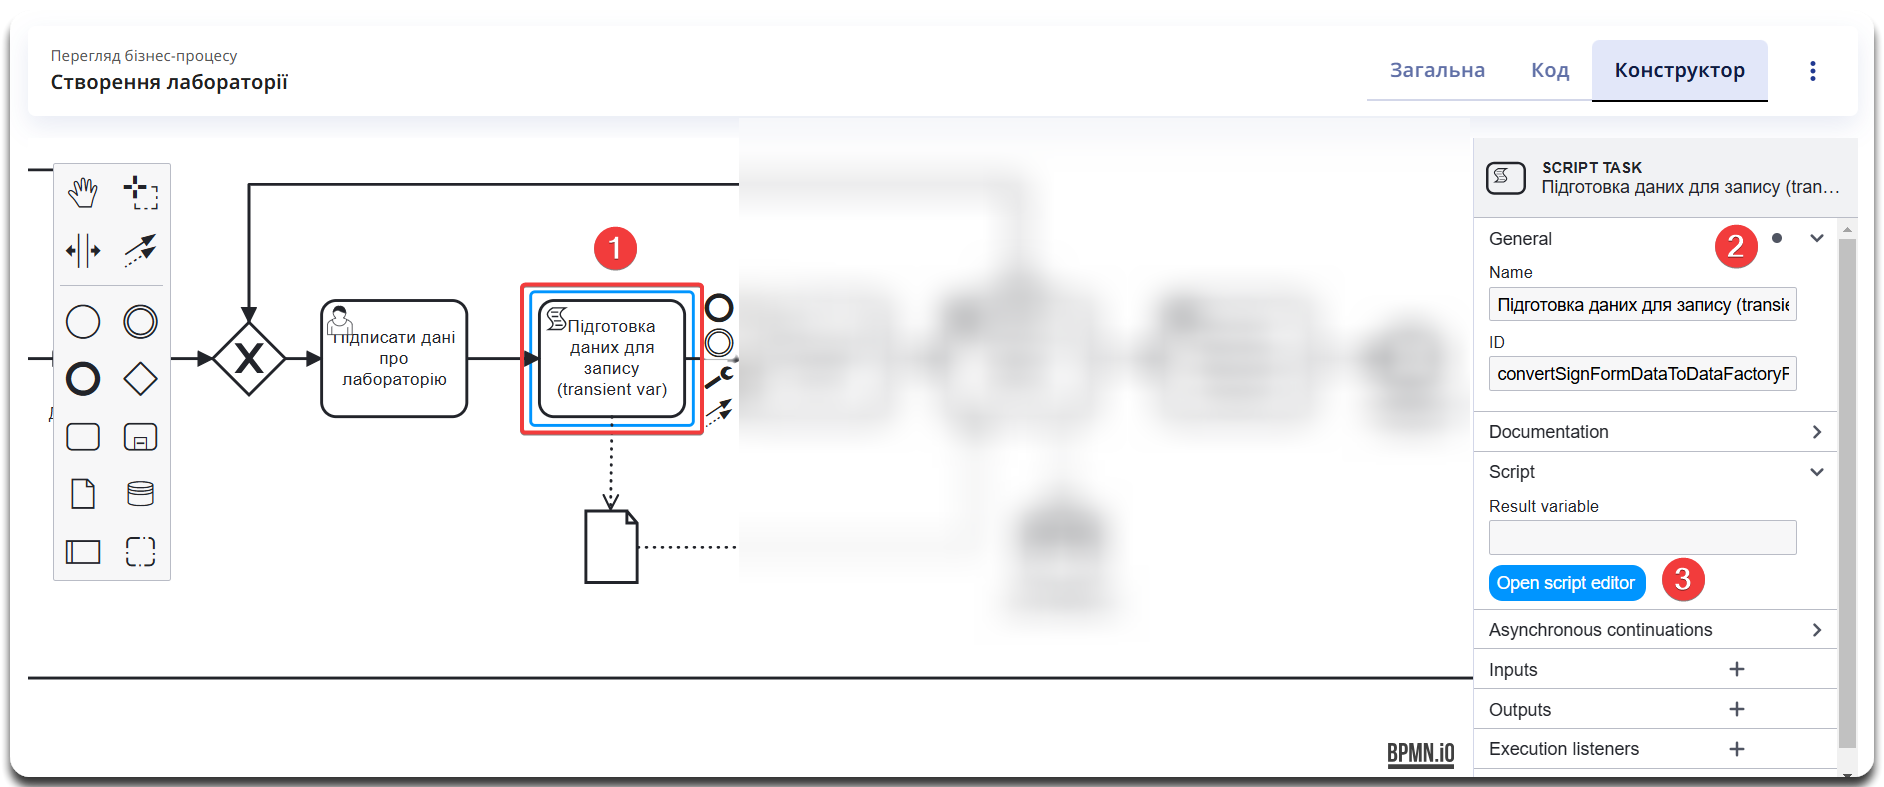 Перегляд бізнес-процесу
Створення лабораторії
Загальна
Код
Конструктор
1
Підписати дані
про
лабораторію
Підготовка
даних для
запису
(transient var)
SCRIPT TASK
Підготовка даних для запису (tran...
General
2
Name
Підготовка даних для запису (transie
ID
convertSignFormDataToDataFactoryF
Documentation
Script
Result variable
Open script editor
3
Asynchronous continuations
Inputs
Outputs
Execution listeners
BPMN.iO